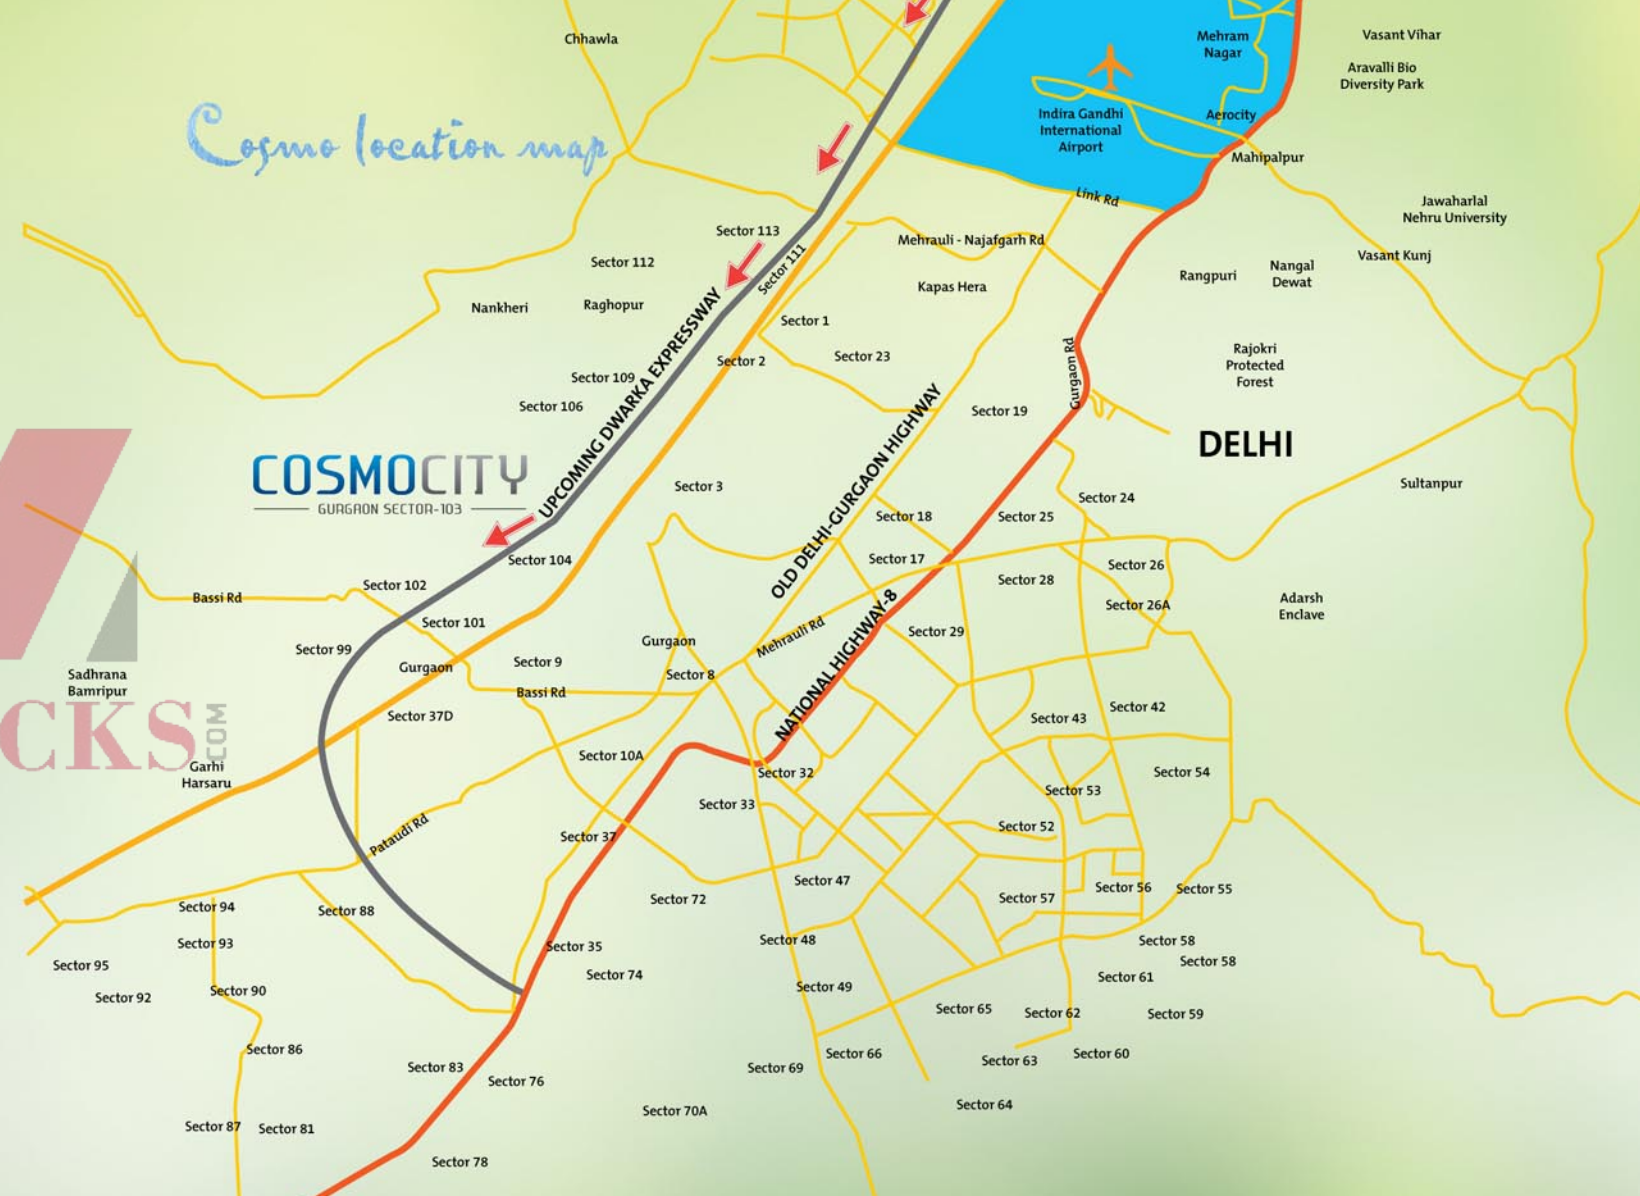 Chhawla
Mehram
Nagar
Vasant Vihar
Aravalli Bio
Diversity Park
Indira Gandhi
International
Airport
Aerocity
Mahipalpur
Cosmo location map
Link Rd
Jawaharlal
Nehru University
Sector 113
Mehrauli - Najafgarh Rd
Vasant Kunj
Sector 112
Sector 111
Rangpuri
Nangal
Dewat
Kapas Hera
Nankheri
Raghopur
Sector 1
Sector 2
Sector 23
Rajokri
Protected
Forest
Gurgaon Rd
Sector 109
Sector 106
UPCOMING DWARKA EXPRESSWAY
OLD DELHI-GURGAON HIGHWAY
Sector 19
DELHI
COSMOCITY
GURGAON SECTOR-103
Sector 3
Sector 24
Sultanpur
Sector 18
Sector 25
Sector 104
Sector 17
Sector 26
Sector 102
Sector 28
Bassi Rd
Sector 26A
Adarsh
Enclave
Sector 101
Mehrauli Rd
NATIONAL HIGHWAY-8
Sector 29
Sector 99
Gurgaon
Gurgaon
Sector 9
Sector 8
Sadhrana
Bamripur
Bassi Rd
CKS
.COM
Sector 37D
Sector 43
Sector 42
Garhi
Harsaru
Sector 10A
Sector 32
Sector 54
Sector 53
Sector 33
Pataudi Rd
Sector 37
Sector 52
Sector 47
Sector 56
Sector 55
Sector 72
Sector 57
Sector 94
Sector 88
Sector 93
Sector 35
Sector 48
Sector 58
Sector 58
Sector 95
Sector 74
Sector 61
Sector 92
Sector 90
Sector 49
Sector 65
Sector 62
Sector 59
Sector 86
Sector 66
Sector 63
Sector 60
Sector 83
Sector 76
Sector 69
Sector 70A
Sector 64
Sector 87
Sector 81
Sector 78